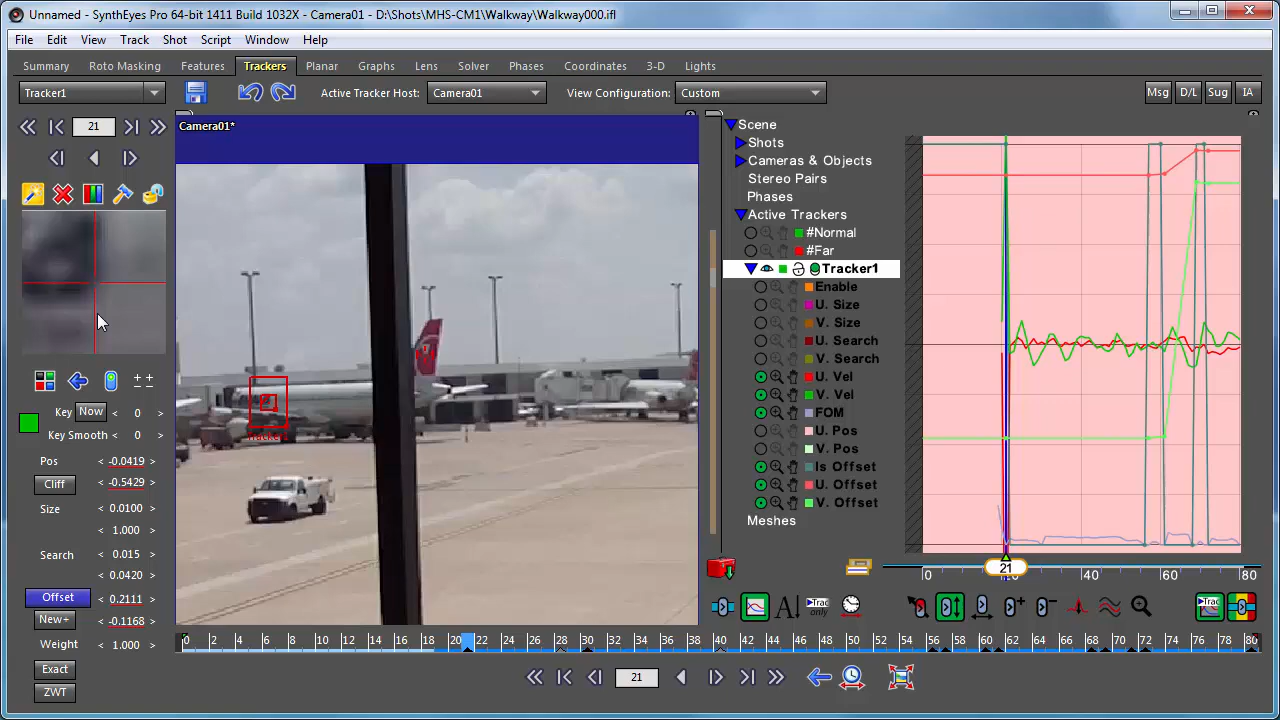 Unnamed - SynthEyes Pro 64-bit 1411 Build 1032X - Camera01 - D:\Shots\MHS-CM1\Walkway\Walkway000.ifl
File Edit View Track Shot Script Window Help
Summary Roto Masking Features Trackers Planar Graphs Lens Solver Phases Coordinates 3-D Lights
Tracker1 Active Tracker Host: Camera01 View Configuration: Custom Msg D/L Sug IA
21
Camera01*
Key Now < 0
Key Smooth < 0
Pos < -0.0419 >
Cliff < -0.5429 >
Size < 0.0100 >
< 1.000 >
Search < 0.015 >
< 0.0420 >
Offset < 0.2111 >
New+ < -0.1168 >
Weight < 1.000 >
Exact
ZWT
Scene
Shots
Cameras & Objects
Stereo Pairs
Phases
Active Trackers
#Normal
#Far
Tracker1
Enable
U. Size
V. Size
U. Search
V. Search
U. Vel
V. Vel
FOM
U. Pos
V. Pos
Is Offset
U. Offset
V. Offset
Meshes
21
0 20 40 60 80
A Trac only Trac
0 2 4 6 8 10 12 14 16 18 20 22 24 26 28 30 32 34 36 38 40 42 44 46 48 50 52 54 56 58 60 62 64 66 68 70 72 74 76 78 80
21